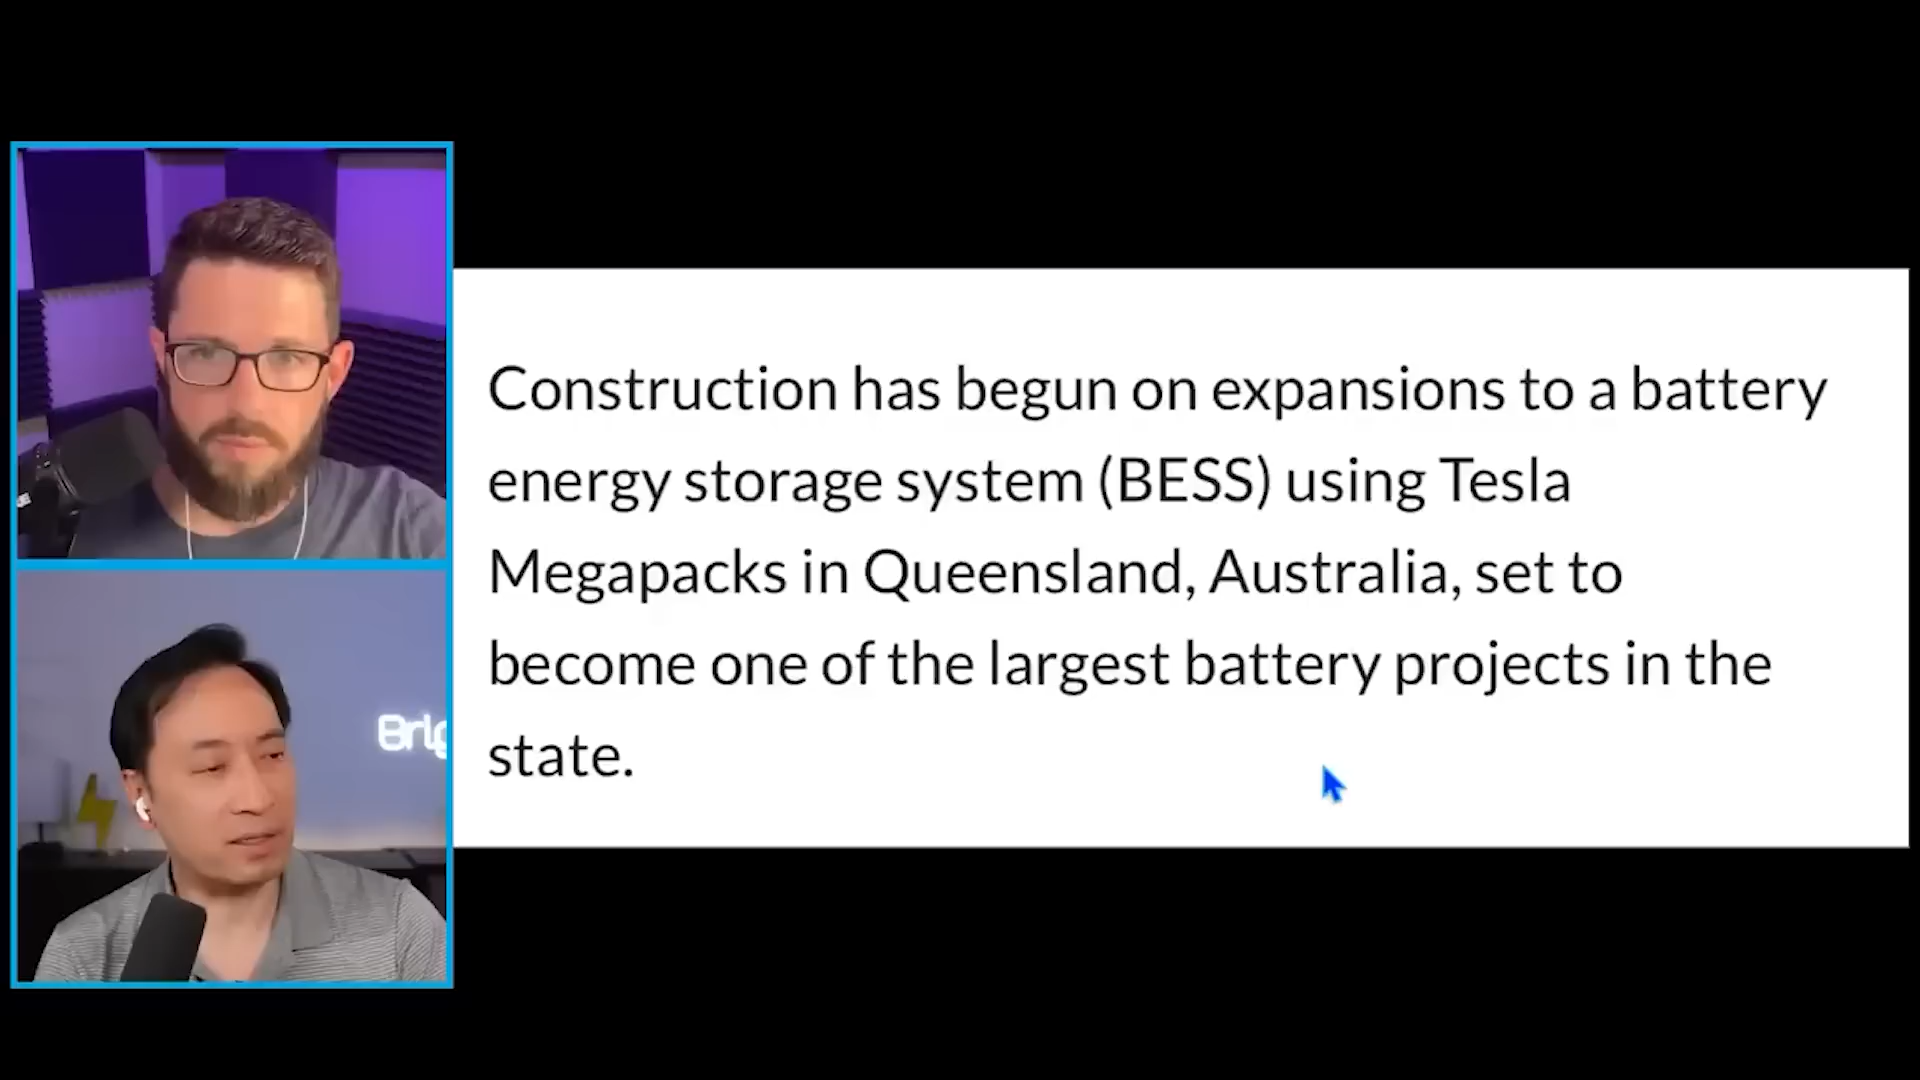 Construction has begun on expansions to a battery
energy storage system (BESS) using Tesla
Megapacks in Queensland, Australia, set to
become one of the largest battery projects in the
state.
Brig